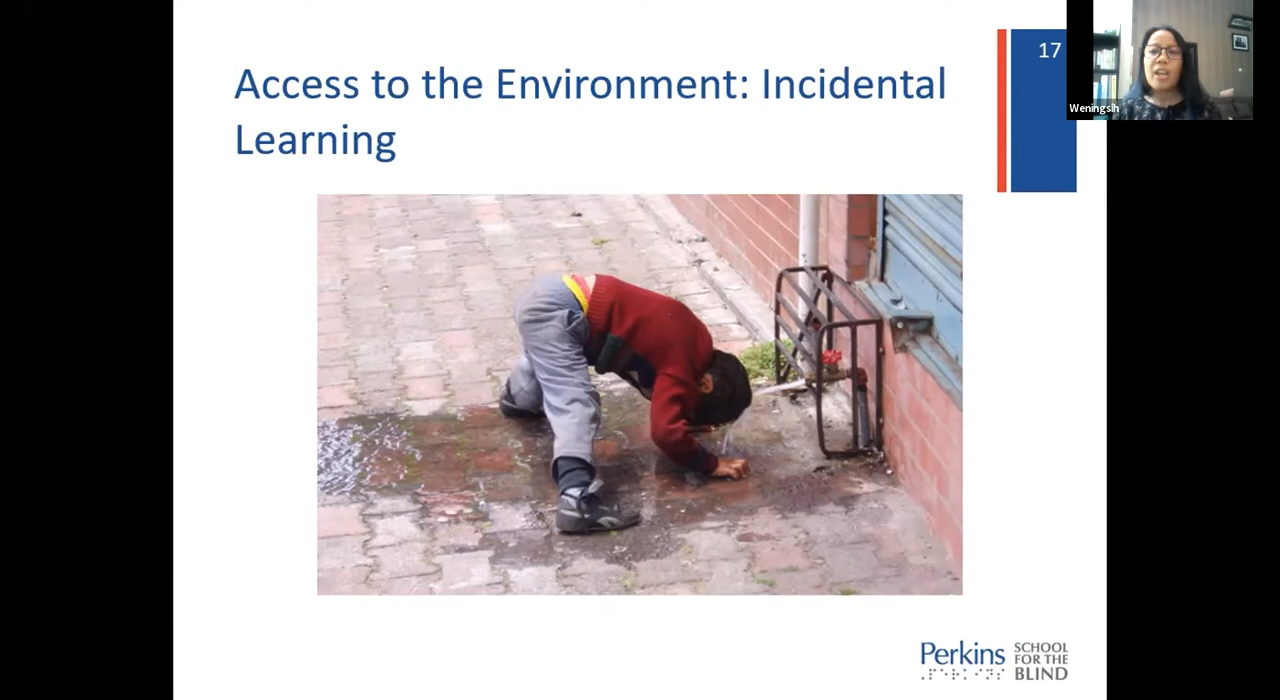 Access to the Environment: Incidental
Learning
17
Weningsih
Perkins
SCHOOL
FOR THE
BLIND
⠠⠏⠑⠗⠅⠊⠝⠎